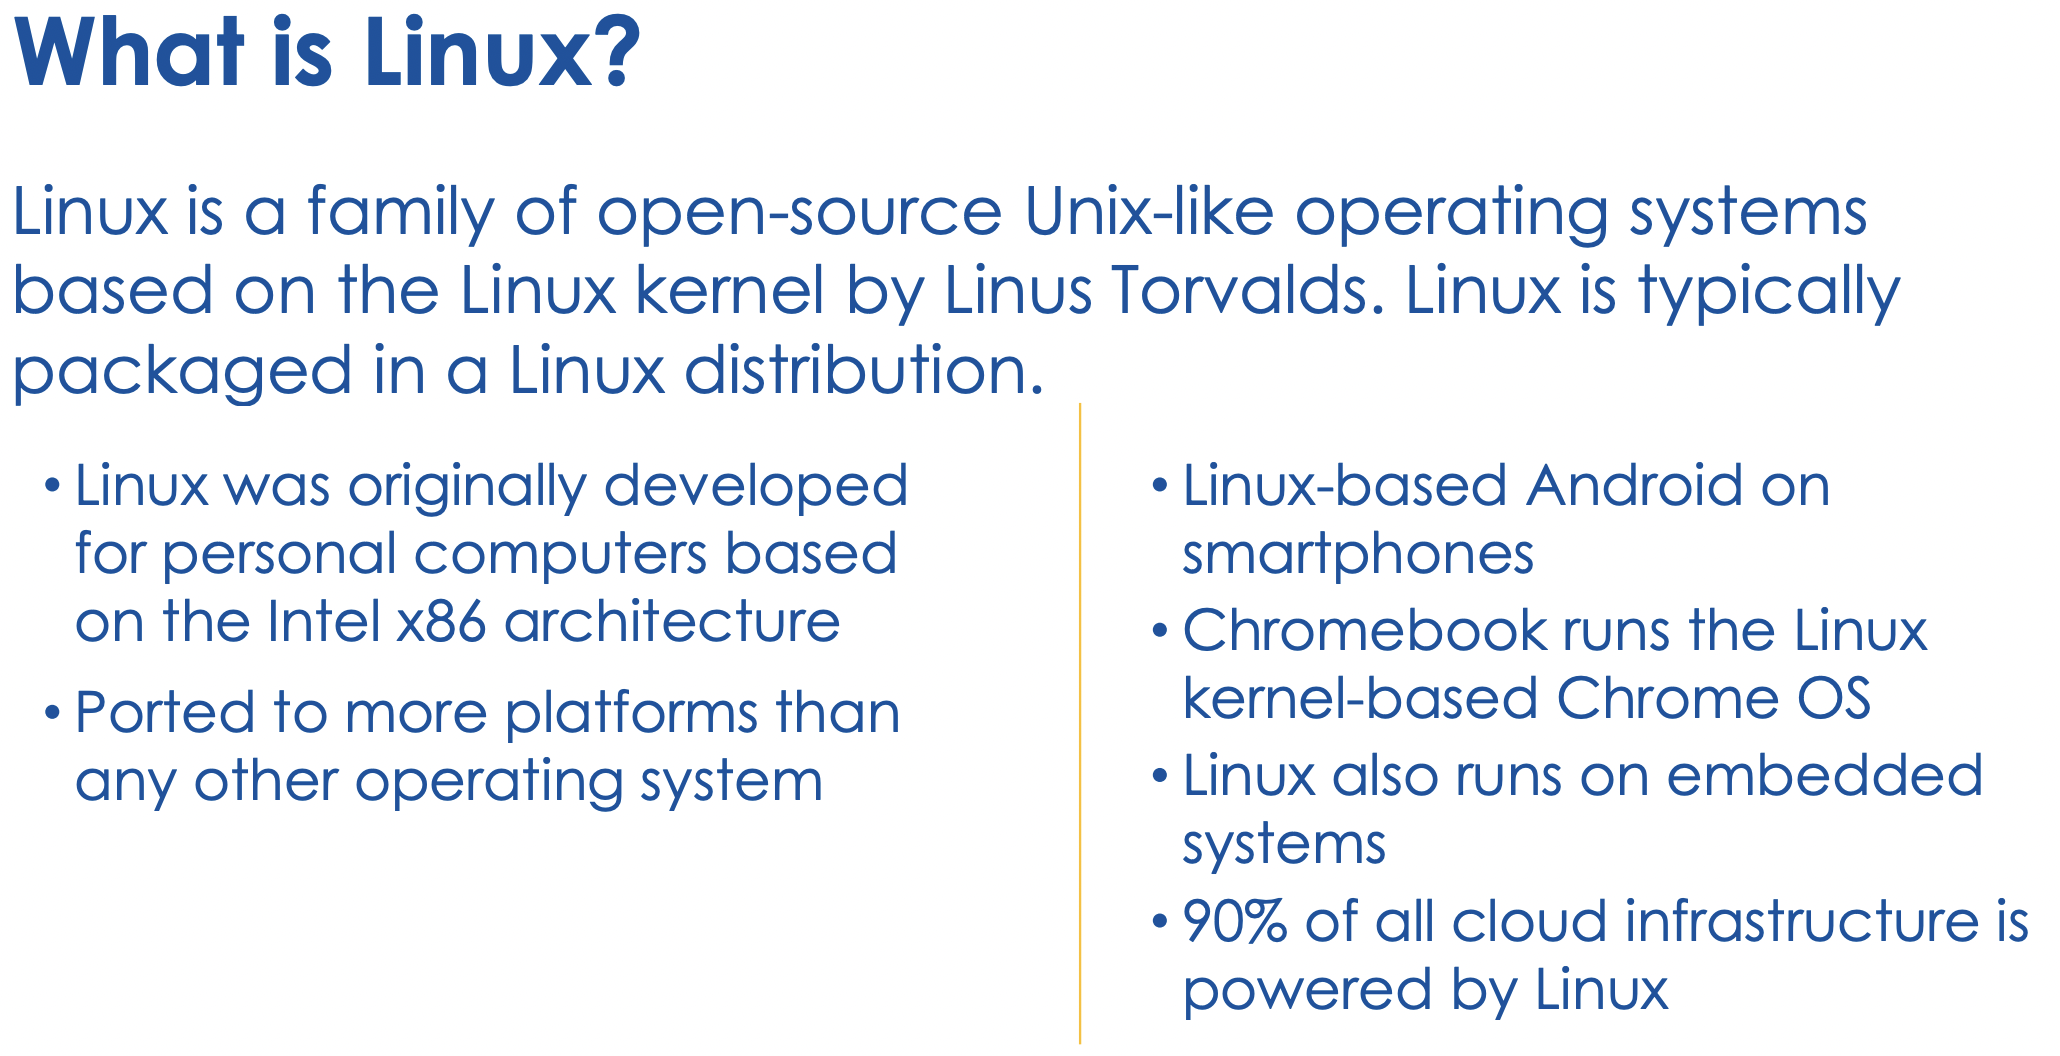 What is Linux?
Linux is a family of open-source Unix-like operating systems
based on the Linux kernel by Linus Torvalds. Linux is typically
packaged in a Linux distribution.
• Linux was originally developed
for personal computers based
on the Intel x86 architecture
• Ported to more platforms than
any other operating system
• Linux-based Android on
smartphones
• Chromebook runs the Linux
kernel-based Chrome OS
• Linux also runs on embedded
systems
• 90% of all cloud infrastructure is
powered by Linux